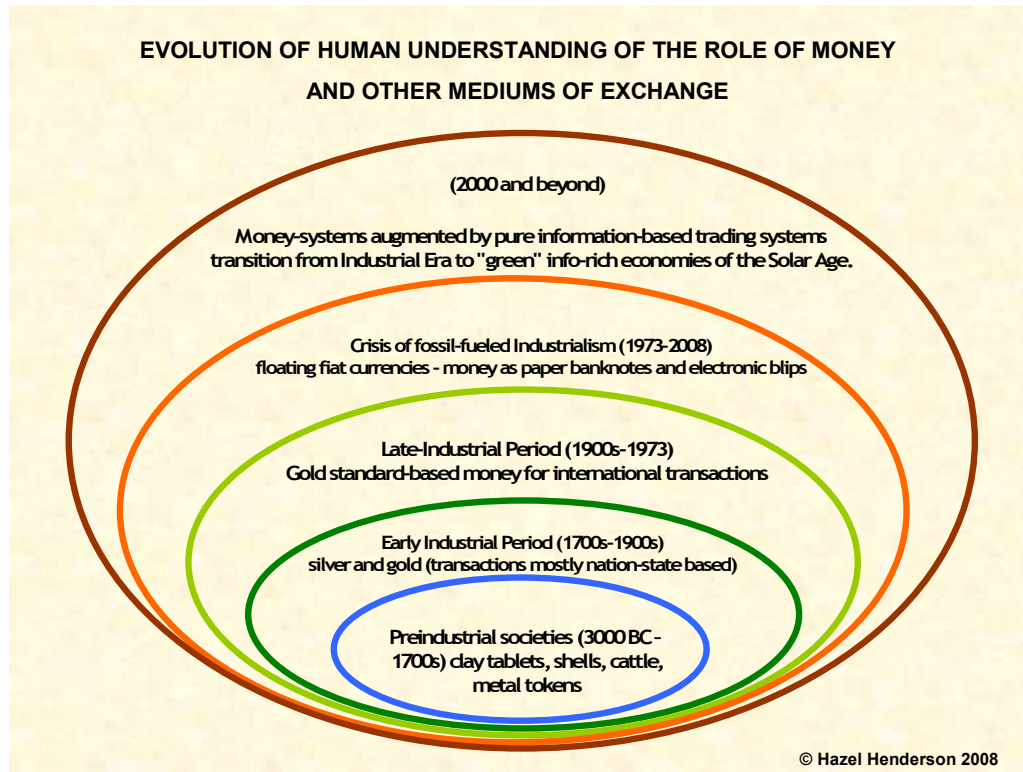 EVOLUTION OF HUMAN UNDERSTANDING OF THE ROLE OF MONEY
AND OTHER MEDIUMS OF EXCHANGE
(2000 and beyond)
Money-systems augmented by pure information-based trading systems
transition from Industrial Era to "green" info-rich economies of the Solar Age.
Crisis of fossil-fueled Industrialism (1973-2008)
floating fiat currencies - money as paper banknotes and electronic blips
Late-Industrial Period (1900s-1973)
Gold standard-based money for international transactions
Early Industrial Period (1700s-1900s)
silver and gold (transactions mostly nation-state based)
Preindustrial societies (3000 BC -
1700s) clay tablets, shells, cattle,
metal tokens
© Hazel Henderson 2008